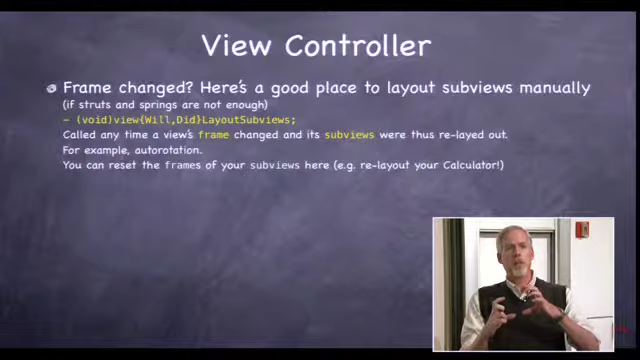 View Controller
Frame changed? Here's a good place to layout subviews manually
(if struts and springs are not enough)
- (void)view{Will,Did}LayoutSubviews;
Called any time a view's frame changed and its subviews were thus re-layed out.
For example, autorotation.
You can reset the frames of your subviews here (e.g. re-layout your Calculator!)